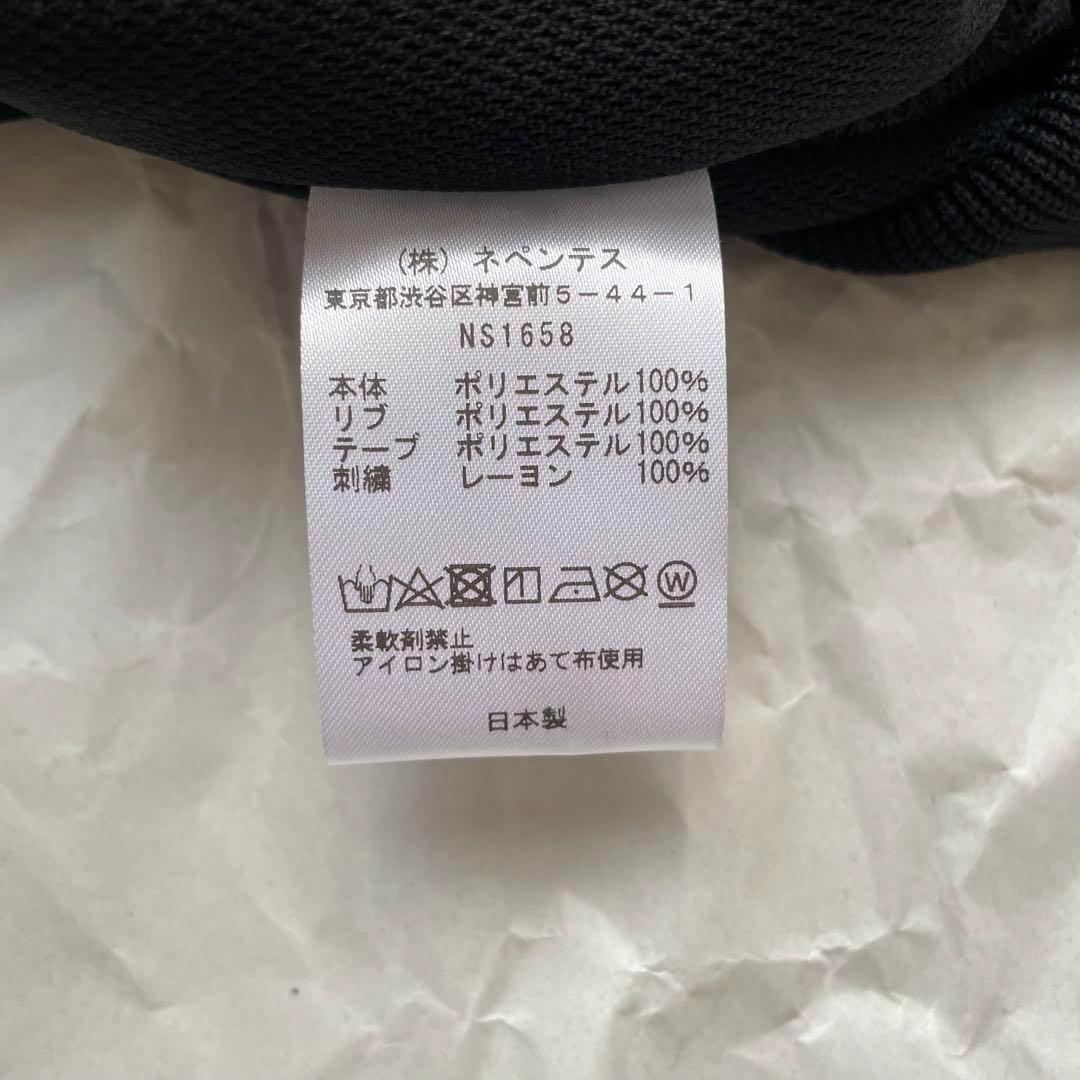 (株) ネペンテス
東京都渋谷区神宮前5-44-1
NS1658
本体 ポリエステル100%
リブ ポリエステル100%
テープ ポリエステル100%
刺繍 レーヨン 100%
W
柔軟剤禁止
アイロン掛けはあて布使用
日本製